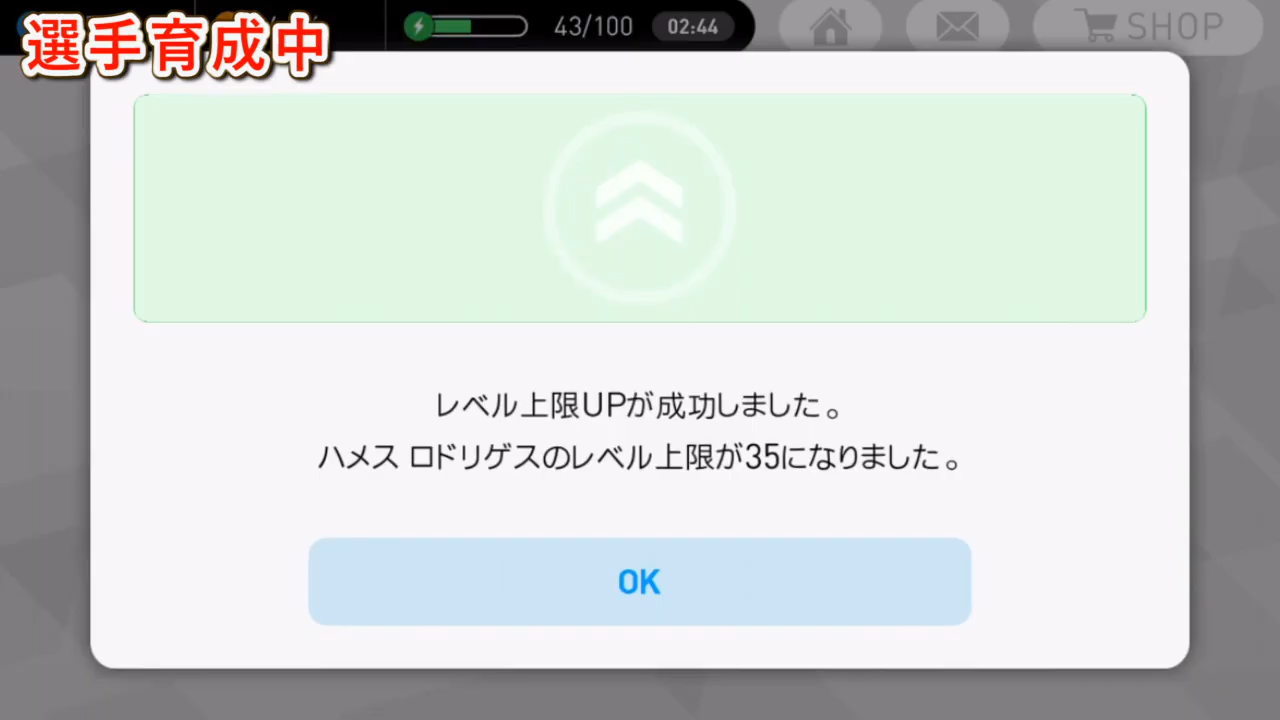 選手育成中
43/100
02:44
SHOP
レベル上限UPが成功しました。
ハメス ロドリゲスのレベル上限が35になりました。
OK